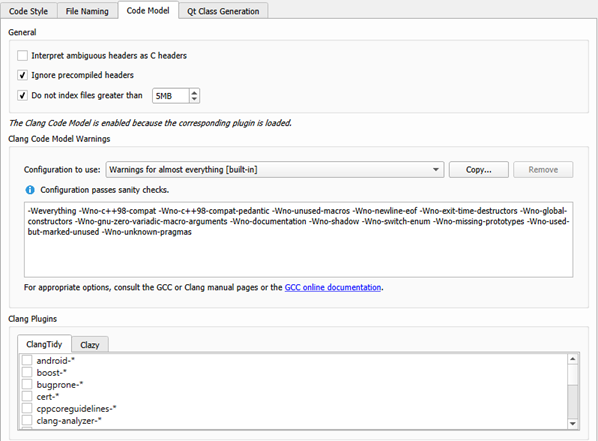 Code Style File Naming Code Model Qt Class Generation
General
Interpret ambiguous headers as C headers
Ignore precompiled headers
Do not index files greater than 5MB
The Clang Code Model is enabled because the corresponding plugin is loaded.
Clang Code Model Warnings
Configuration to use: Warnings for almost everything [built-in] Copy... Remove
Configuration passes sanity checks.
-Weverything -Wno-c++98-compat -Wno-c++98-compat-pedantic -Wno-unused-macros -Wno-newline-eof -Wno-exit-time-destructors -Wno-global-
constructors -Wno-gnu-zero-variadic-macro-arguments -Wno-documentation -Wno-shadow -Wno-switch-enum -Wno-missing-prototypes -Wno-used-
but-marked-unused -Wno-unknown-pragmas
For appropriate options, consult the GCC or Clang manual pages or the GCC online documentation.
Clang Plugins
ClangTidy Clazy
android-*
boost-*
bugprone-*
cert-*
cppcoreguidelines-*
clang-analyzer-*